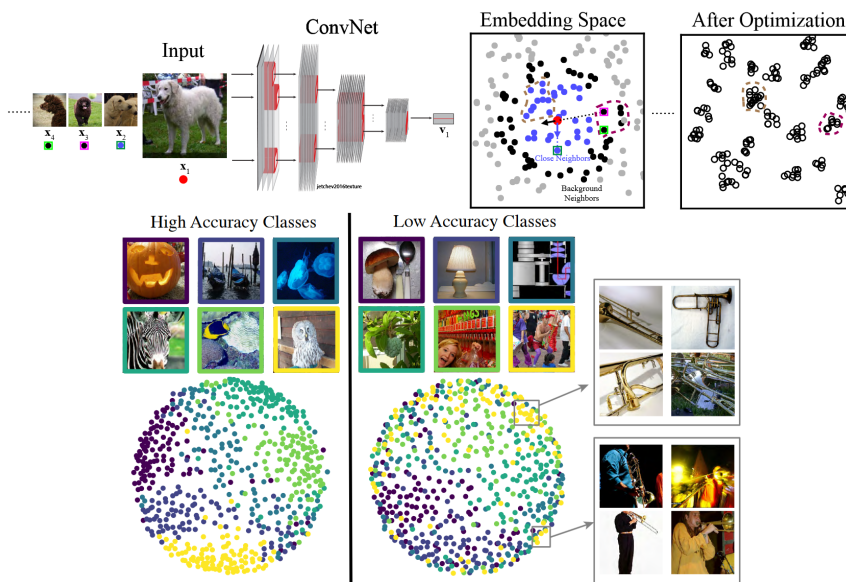 Input
ConvNet
Embedding Space
After Optimization
x4
x3
x2
x1
v1
jetchev2016texture
Close Neighbors
Background
Neighbors
High Accuracy Classes
Low Accuracy Classes